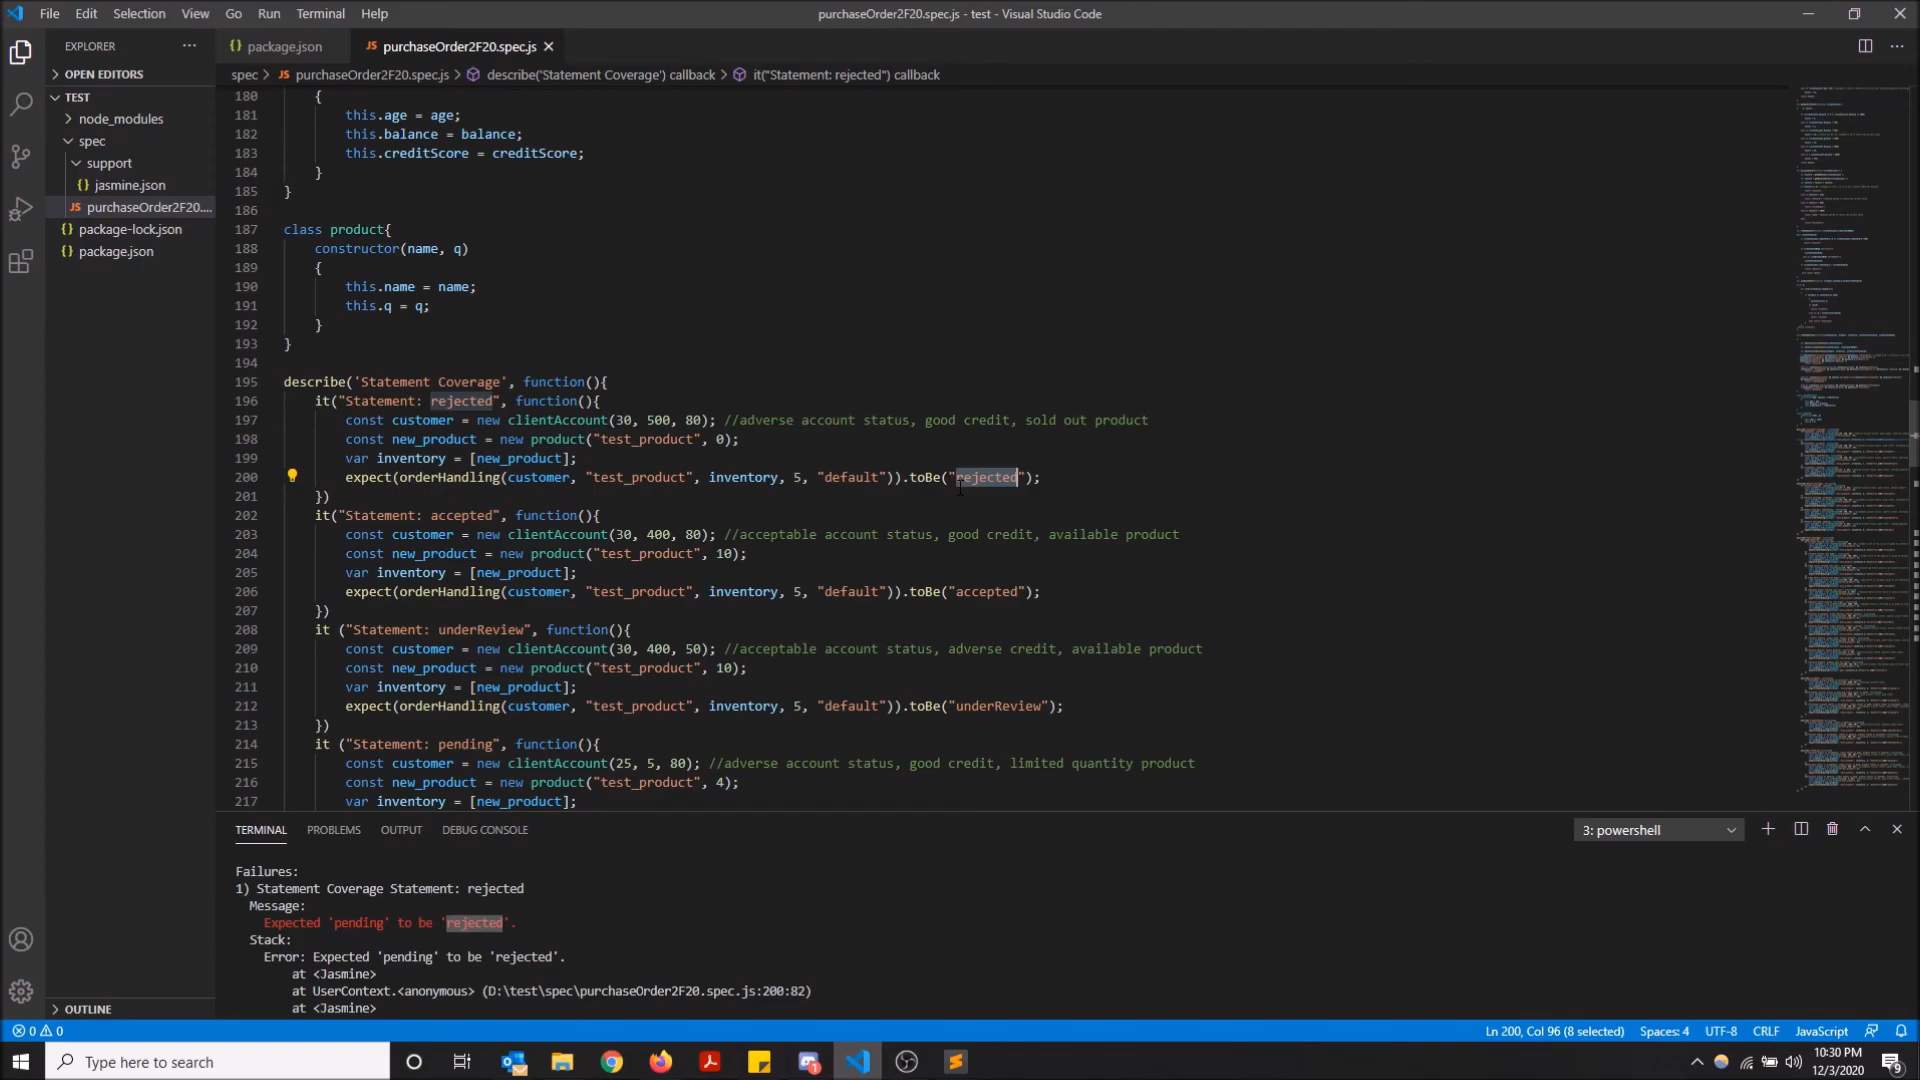 File Edit Selection View Go Run Terminal Help
purchaseOrder2F20.spec.js - test - Visual Studio Code
EXPLORER
package.json
purchaseOrder2F20.spec.js
OPEN EDITORS
spec > purchaseOrder2F20.spec.js > describe('Statement Coverage') callback > it("Statement: rejected") callback
TEST
node_modules
spec
support
jasmine.json
purchaseOrder2F20....
package-lock.json
package.json
OUTLINE
180 {
181 this.age = age;
182 this.balance = balance;
183 this.creditScore = creditScore;
184 }
185 }
186
187 class product{
188 constructor(name, q)
189 {
190 this.name = name;
191 this.q = q;
192 }
193 }
194
195 describe('Statement Coverage', function(){
196 it("Statement: rejected", function(){
197 const customer = new clientAccount(30, 500, 80); //adverse account status, good credit, sold out product
198 const new_product = new product("test_product", 0);
199 var inventory = [new_product];
200 expect(orderHandling(customer, "test_product", inventory, 5, "default")).toBe("rejected");
201 })
202 it("Statement: accepted", function(){
203 const customer = new clientAccount(30, 400, 80); //acceptable account status, good credit, available product
204 const new_product = new product("test_product", 10);
205 var inventory = [new_product];
206 expect(orderHandling(customer, "test_product", inventory, 5, "default")).toBe("accepted");
207 })
208 it ("Statement: underReview", function(){
209 const customer = new clientAccount(30, 400, 50); //acceptable account status, adverse credit, available product
210 const new_product = new product("test_product", 10);
211 var inventory = [new_product];
212 expect(orderHandling(customer, "test_product", inventory, 5, "default")).toBe("underReview");
213 })
214 it ("Statement: pending", function(){
215 const customer = new clientAccount(25, 5, 80); //adverse account status, good credit, limited quantity product
216 const new_product = new product("test_product", 4);
217 var inventory = [new_product];
TERMINAL PROBLEMS OUTPUT DEBUG CONSOLE
3: powershell
Failures:
1) Statement Coverage Statement: rejected
Message:
Expected 'pending' to be 'rejected'.
Stack:
Error: Expected 'pending' to be 'rejected'.
at <Jasmine>
at UserContext.<anonymous> (D:\test\spec\purchaseOrder2F20.spec.js:200:82)
at <Jasmine>
0 0
Ln 200, Col 96 (8 selected) Spaces: 4 UTF-8 CRLF JavaScript
Type here to search
10:30 PM
12/3/2020